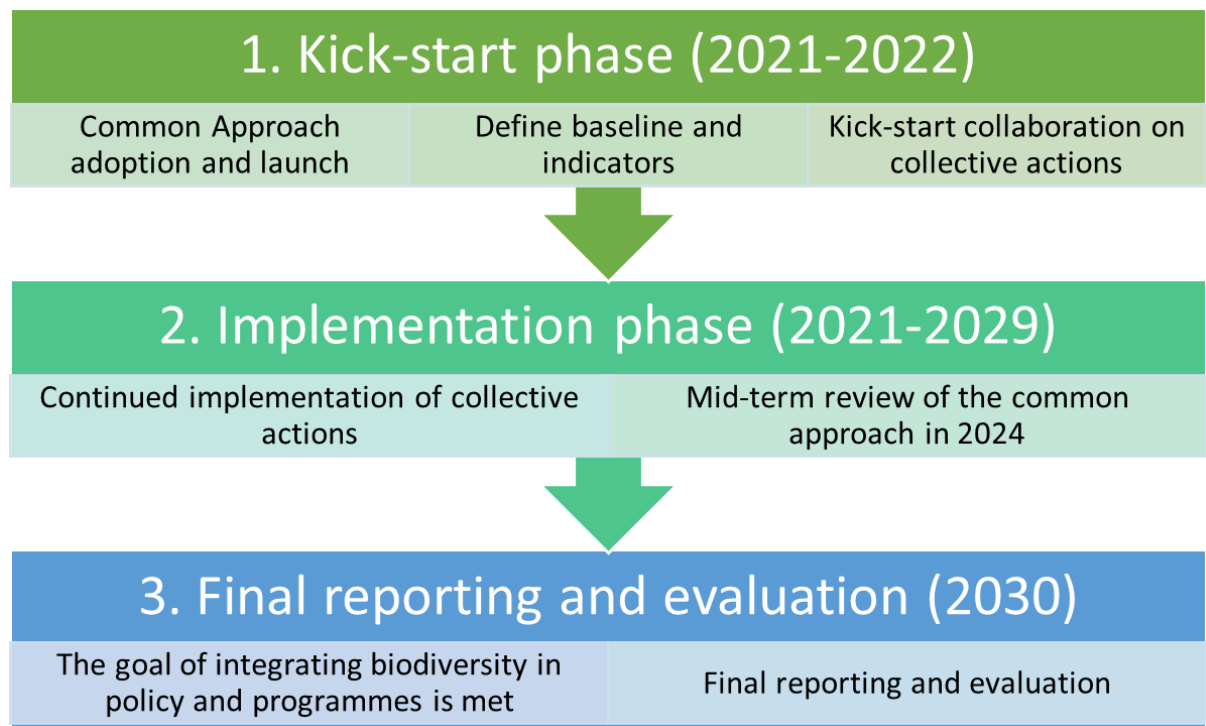 1. Kick-start phase (2021-2022)
Common Approach
adoption and launch
Define baseline and
indicators
Kick-start collaboration on
collective actions
2. Implementation phase (2021-2029)
Continued implementation of collective
actions
Mid-term review of the common
approach in 2024
3. Final reporting and evaluation (2030)
The goal of integrating biodiversity in
policy and programmes is met
Final reporting and evaluation